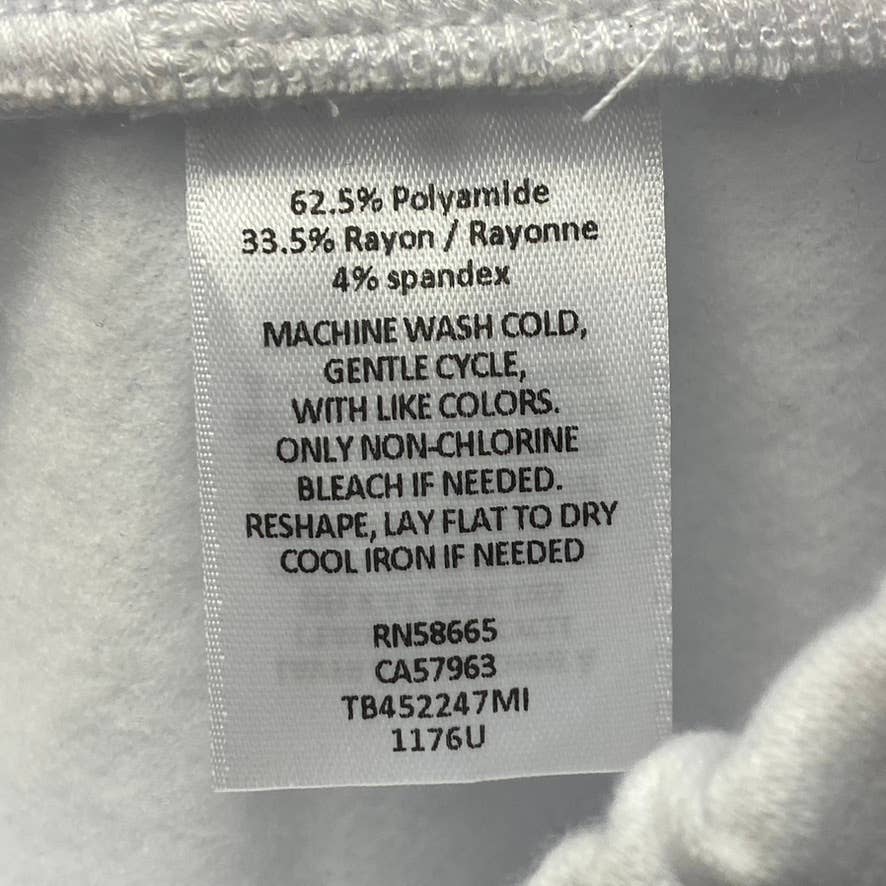 62.5% Polyamide
33.5% Rayon / Rayonne
4% spandex
MACHINE WASH COLD,
GENTLE CYCLE,
WITH LIKE COLORS.
ONLY NON-CHLORINE
BLEACH IF NEEDED.
RESHAPE, LAY FLAT TO DRY
COOL IRON IF NEEDED
RN58665
CA57963
TB452247MI
1176U